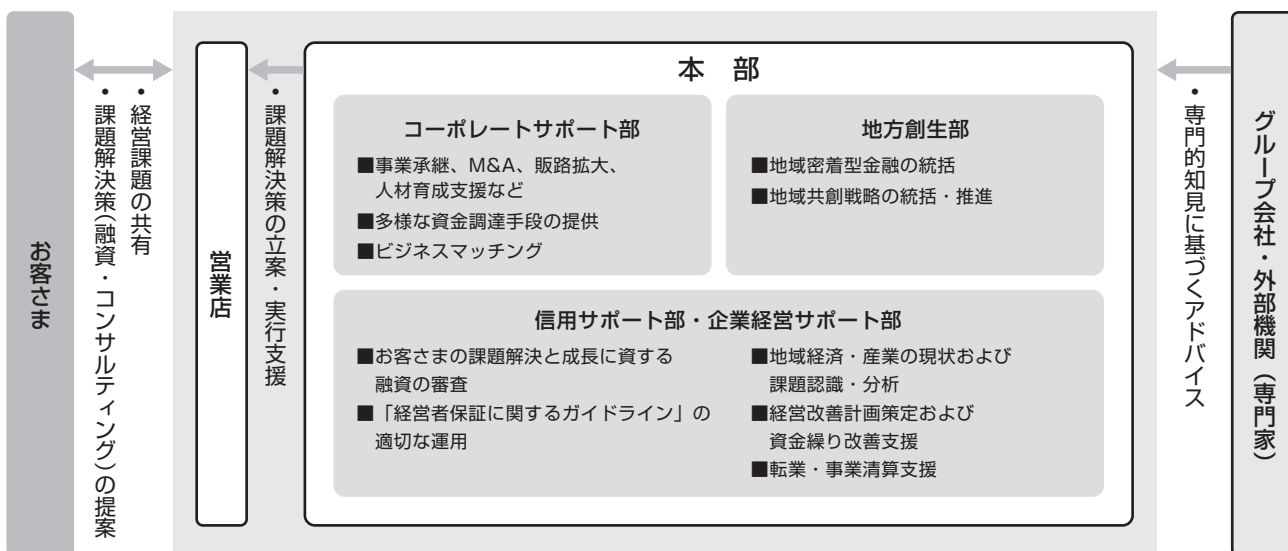 お客さま
・経営課題の共有
・課題解決策(融資・コンサルティング)の提案
営業店
・課題解決策の立案・実行支援
本 部
コーポレートサポート部
■事業承継、M&A、販路拡大、
人材育成支援など
■多様な資金調達手段の提供
■ビジネスマッチング
地方創生部
■地域密着型金融の統括
■地域共創戦略の統括・推進
信用サポート部・企業経営サポート部
■お客さまの課題解決と成長に資する
融資の審査
■「経営者保証に関するガイドライン」の
適切な運用
■地域経済・産業の現状および
課題認識・分析
■経営改善計画策定および
資金繰り改善支援
■転業・事業清算支援
・専門的知見に基づくアドバイス
グループ会社・外部機関(専門家)